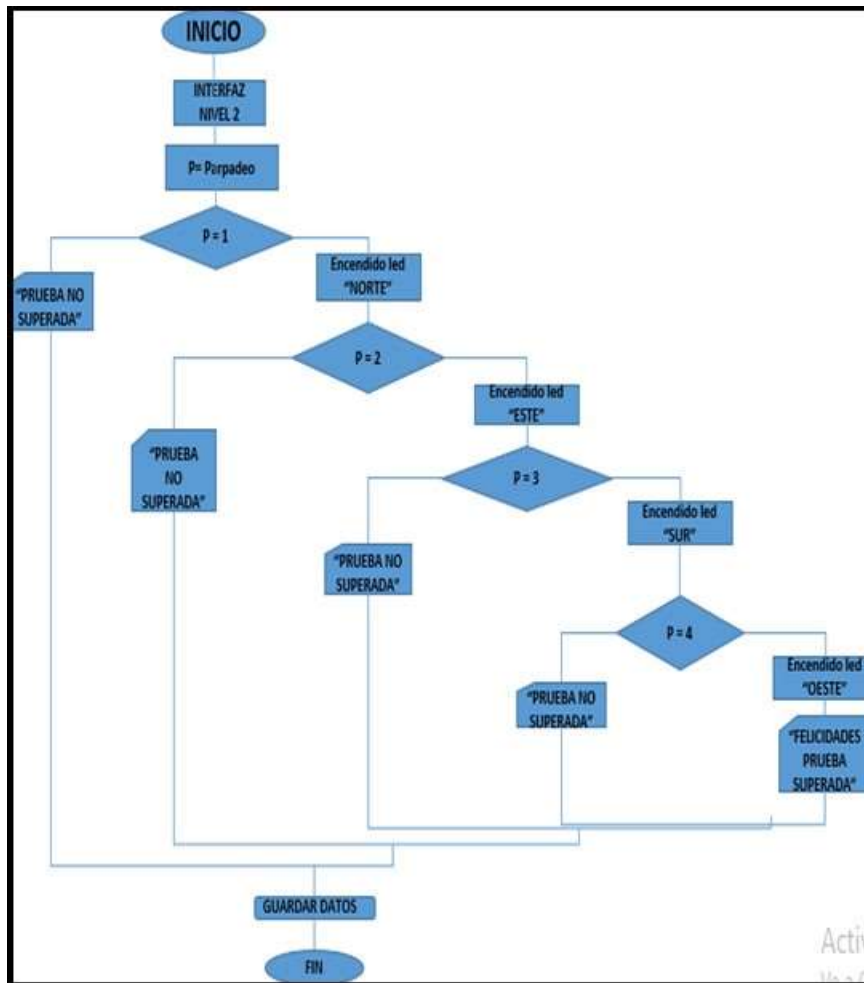 INICIO
INTERFAZ
NIVEL 2
P= Parpadeo
P = 1
Encendido led
“NORTE”
“PRUEBA NO
SUPERADA”
P = 2
Encendido led
“ESTE”
“PRUEBA
NO
SUPERADA”
P = 3
Encendido led
“SUR”
“PRUEBA NO
SUPERADA”
P = 4
Encendido led
“OESTE”
“PRUEBA NO
SUPERADA”
“FELICIDADES
PRUEBA
SUPERADA”
GUARDAR DATOS
FIN